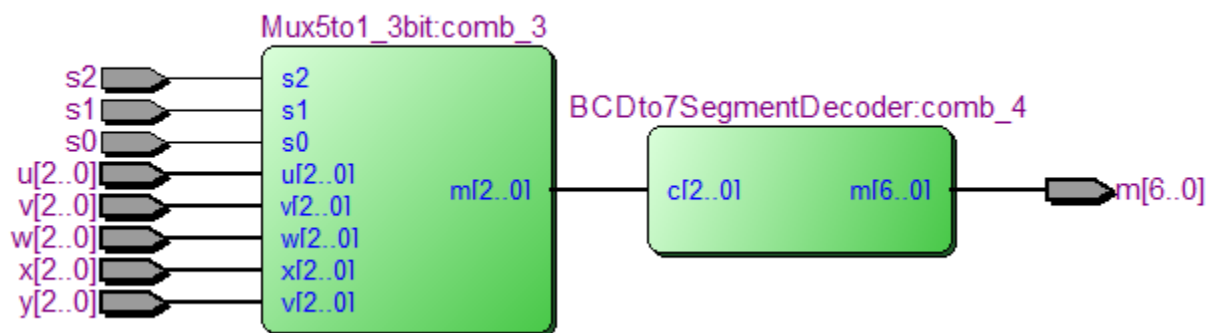 Mux5to1_3bit:comb_3
s2 s2
s1 s1
s0 s0
BCDto7SegmentDecoder:comb_4
u[2..0] u[2..0]
v[2..0] v[2..0] m[2..0] c[2..0] m[6..0] m[6..0]
w[2..0] w[2..0]
x[2..0] x[2..0]
y[2..0] y[2..0]